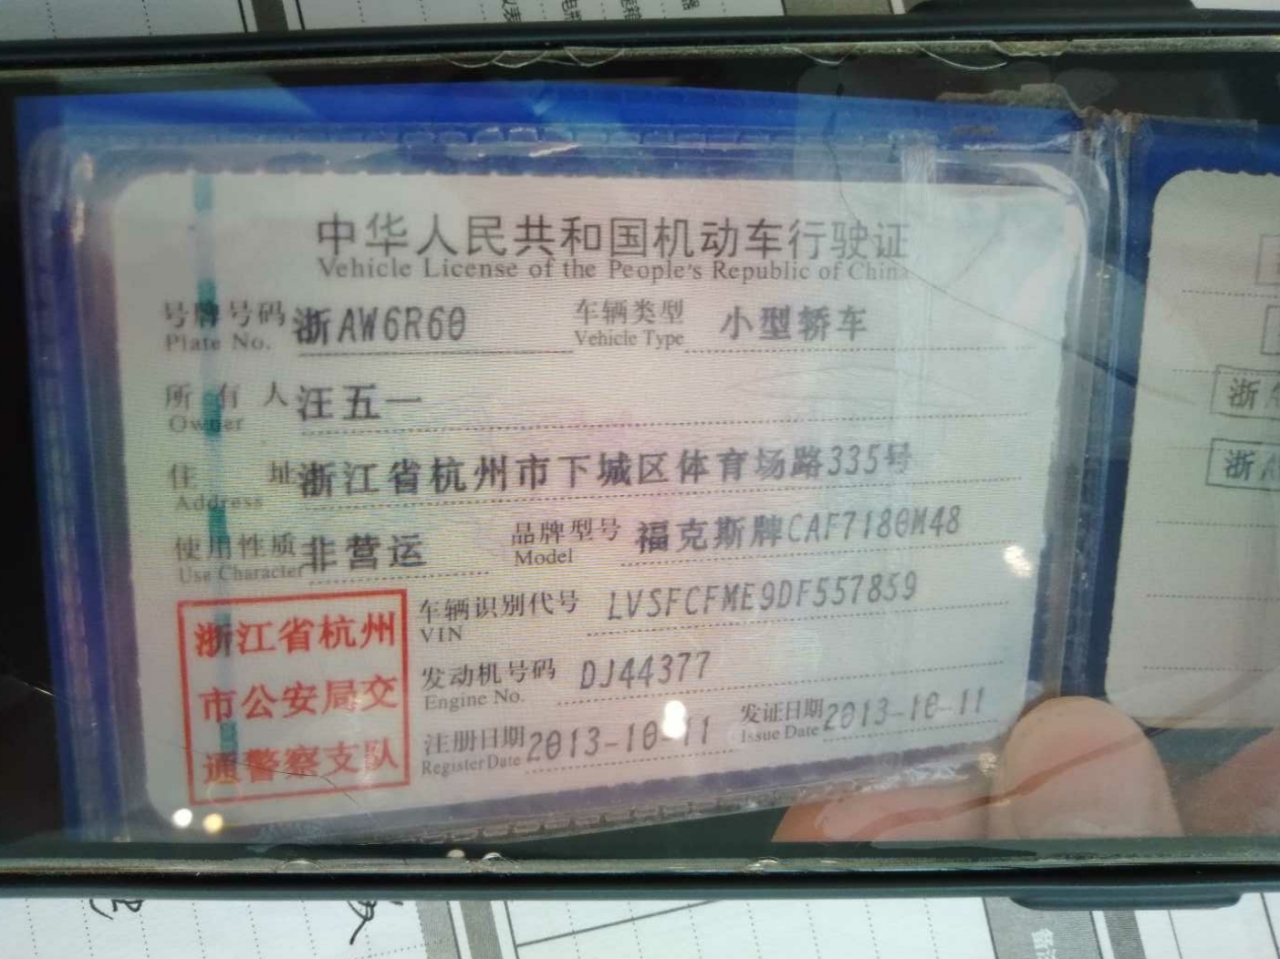 中华人民共和国机动车行驶证
Vehicle License of the People's Republic of China
号牌号码 浙AW6R60 车辆类型 小型轿车
Plate No. Vehicle Type
所有人 汪五一
Owner
住址 浙江省杭州市下城区体育场路335号
Address
使用性质 非营运 品牌型号 福克斯牌CAF7180M48
Use Character Model
车辆识别代号 LVSFCFME9DF557859
VIN
发动机号码 DJ44377
Engine No.
注册日期 2013-10-11 发证日期 2013-10-11
Register Date Issue Date
浙江省杭州
市公安局交
通警察支队
浙
浙A